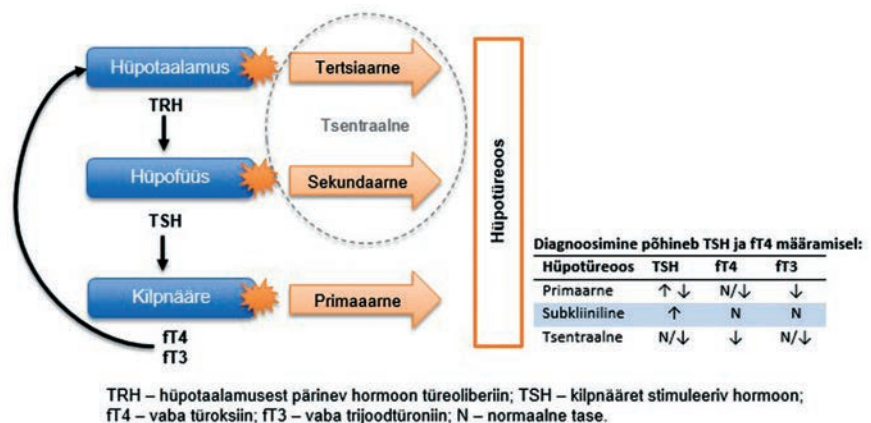 Hüpotaalamus
Tertsiaarne
TRH
Tsentraalne
Hüpofüüs
Sekundaarne
TSH
Kilpnääre
Primaaarne
fT4
fT3
Hüpotüreoos
Diagnoosimine põhineb TSH ja fT4 määramisel:
Hüpotüreoos TSH fT4 fT3
Primaarne ↑ ↓ N/↓ ↓
Subkliiniline ↑ N N
Tsentraalne N/↓ ↓ N/↓
TRH – hüpotaalamusest pärinev hormoon türeoliberiin; TSH – kilpnääret stimuleeriv hormoon;
fT4 – vaba türoksiin; fT3 – vaba trijoodtüroniin; N – normaalne tase.